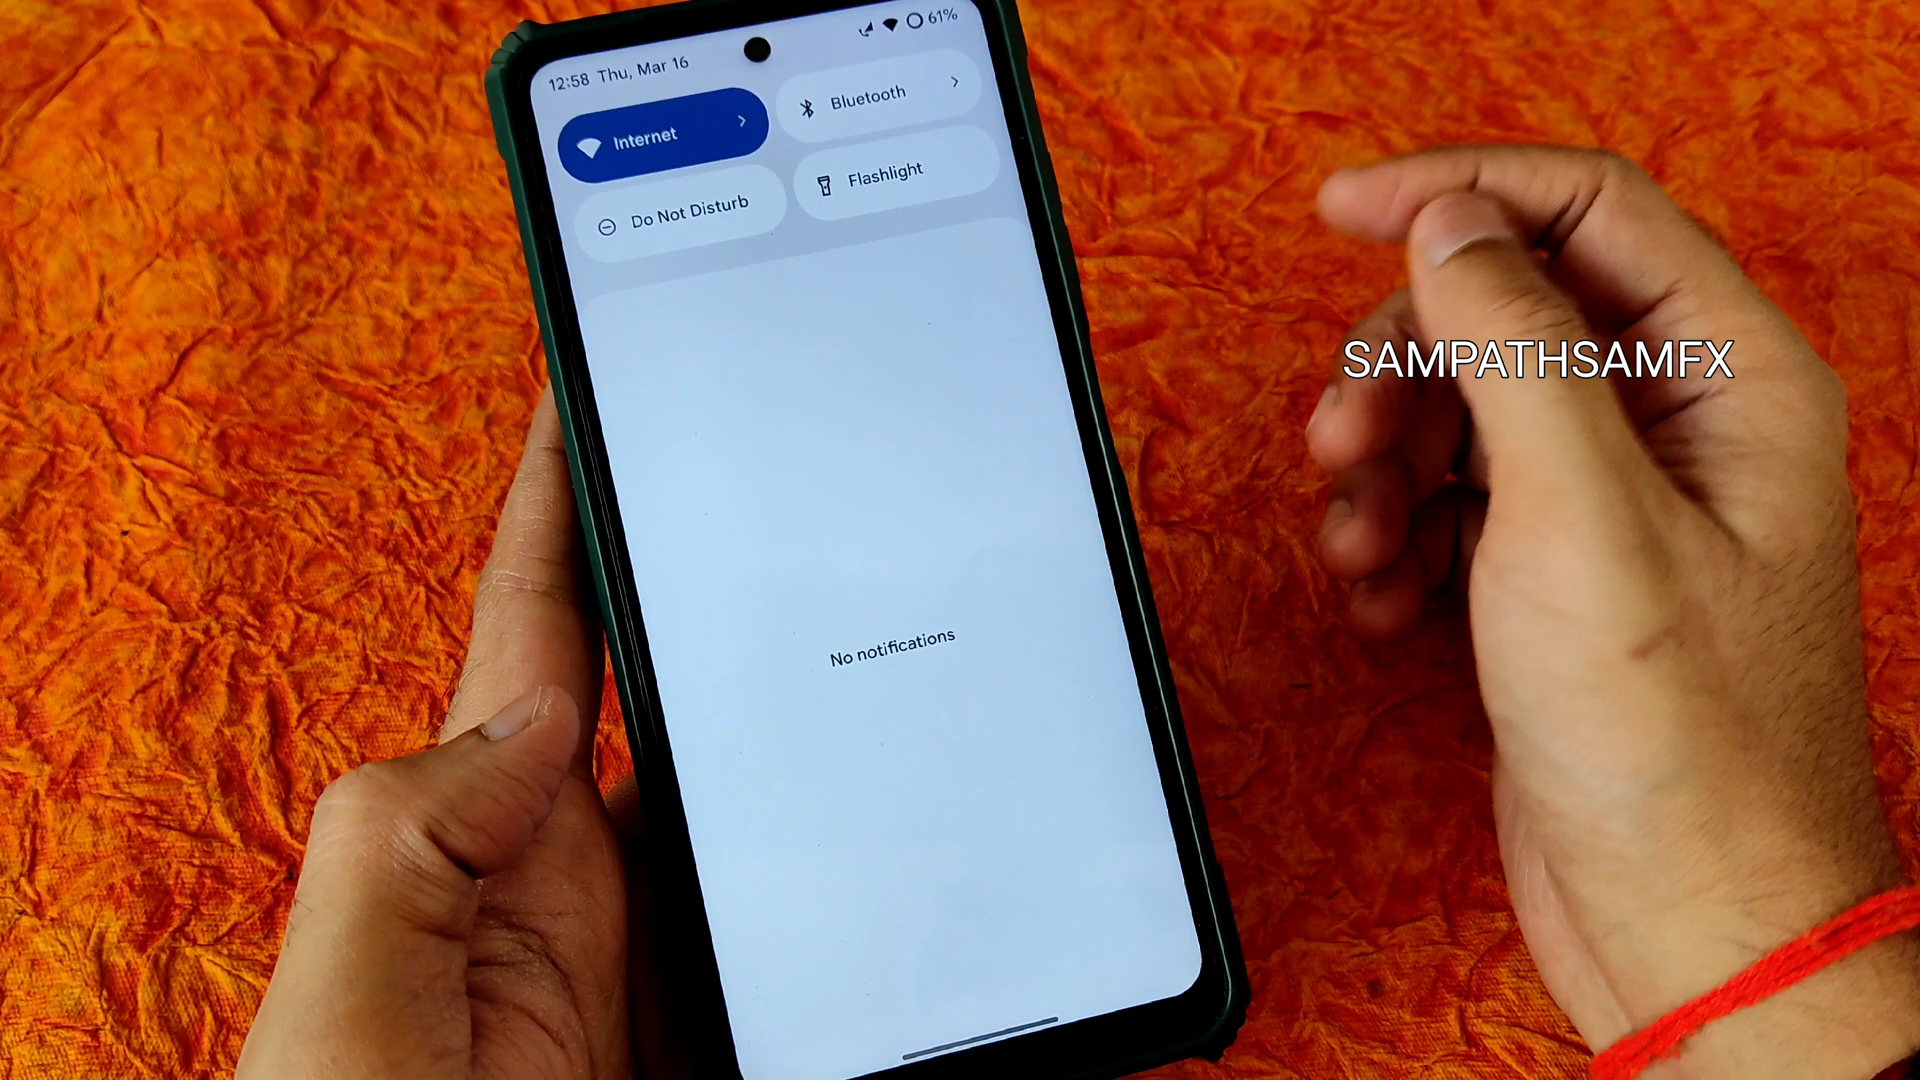 12:58 Thu, Mar 16
61%
Internet
Bluetooth
Do Not Disturb
Flashlight
SAMPATHSAMFX
No notifications